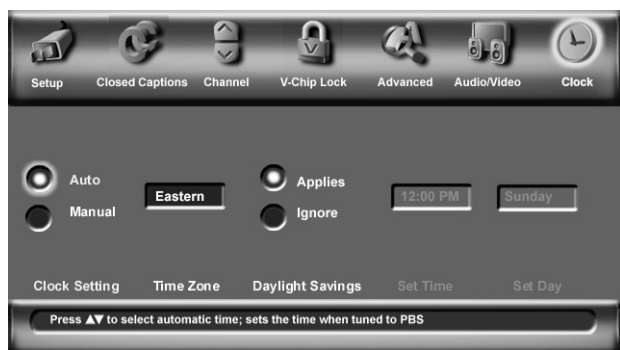 Setup Closed Captions Channel V-Chip Lock Advanced Audio/Video Clock
Auto
Manual
Eastern
Applies
Ignore
12:00 PM
Sunday
Clock Setting Time Zone Daylight Savings Set Time Set Day
Press ▲▼ to select automatic time; sets the time when tuned to PBS